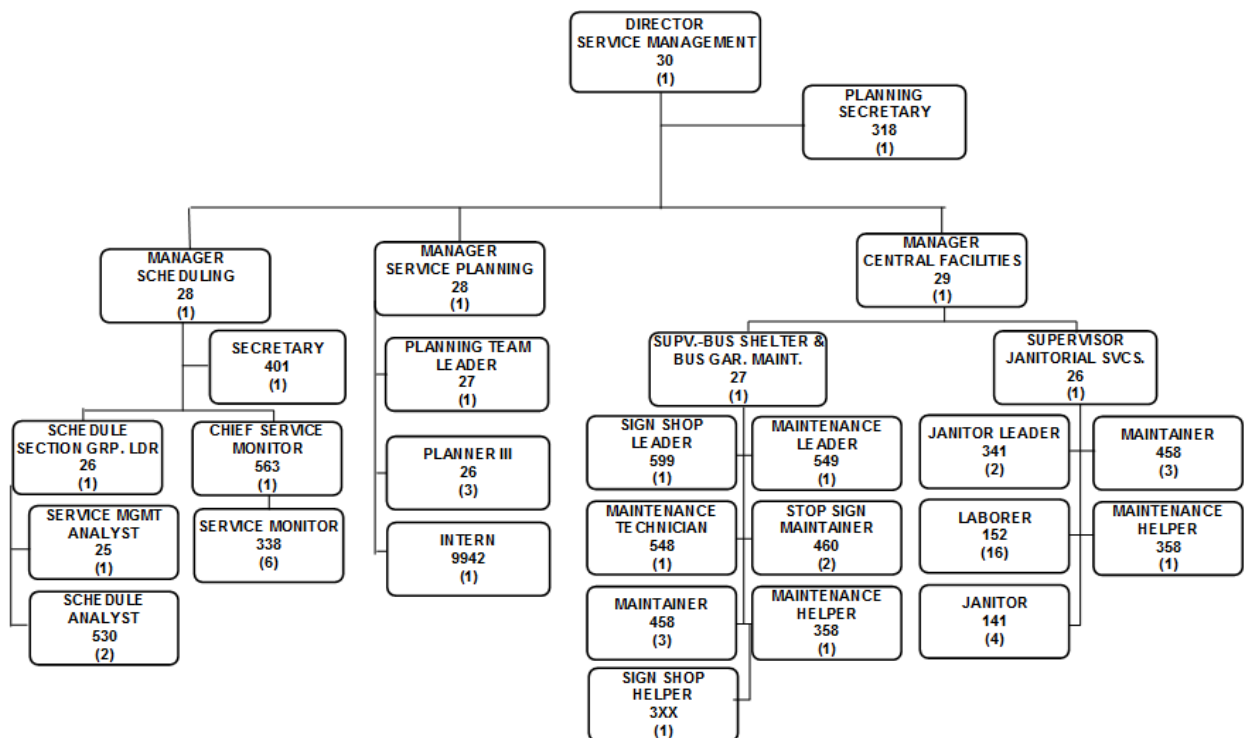 DIRECTOR
SERVICE MANAGEMENT
30
(1)
PLANNING
SECRETARY
318
(1)
MANAGER
SCHEDULING
28
(1)
MANAGER
SERVICE PLANNING
28
(1)
MANAGER
CENTRAL FACILITIES
29
(1)
SECRETARY
401
(1)
SCHEDULE
SECTION GRP. LDR
26
(1)
CHIEF SERVICE
MONITOR
563
(1)
SERVICE MGMT
ANALYST
25
(1)
SERVICE MONITOR
338
(6)
SCHEDULE
ANALYST
530
(2)
PLANNING TEAM
LEADER
27
(1)
PLANNER III
26
(3)
INTERN
9942
(1)
SUPV.-BUS SHELTER &
BUS GAR. MAINT.
27
(1)
SUPERVISOR
JANITORIAL SVCS.
26
(1)
SIGN SHOP
LEADER
599
(1)
MAINTENANCE
LEADER
549
(1)
MAINTENANCE
TECHNICIAN
548
(1)
STOP SIGN
MAINTAINER
460
(2)
MAINTAINER
458
(3)
MAINTENANCE
HELPER
358
(1)
SIGN SHOP
HELPER
3XX
(1)
JANITOR LEADER
341
(2)
MAINTAINER
458
(3)
LABORER
152
(16)
MAINTENANCE
HELPER
358
(1)
JANITOR
141
(4)